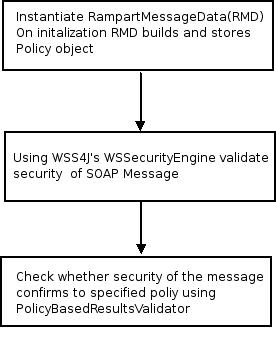 Instantiate RampartMessageData(RMD)
On initalization RMD builds and stores
Policy object
Using WSS4J's WSSecurityEngine validate
security of SOAP Message
Check whether security of the message
confirms to specified poliy using
PolicyBasedResultsValidator